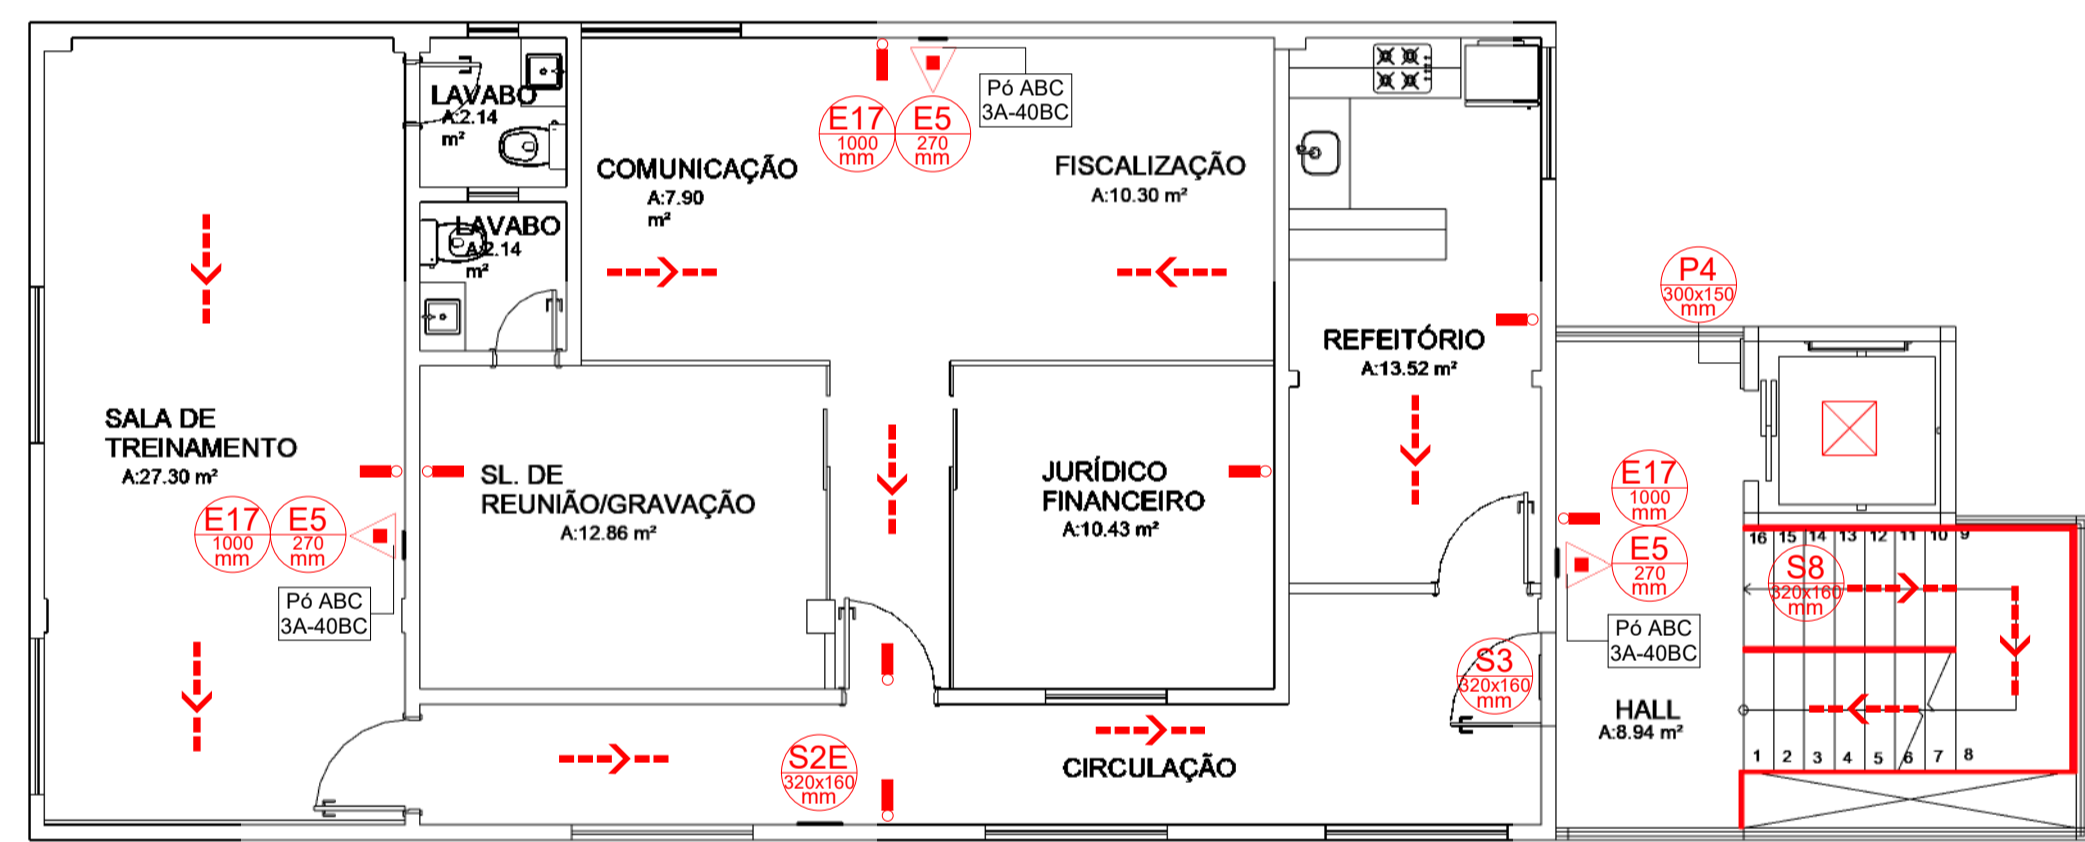 LAVABO
A:2.14
m²
LAVABO
A:2.14
m²
COMUNICAÇÃO
A:7.90
m²
E17
1000
mm
E5
270
mm
Pó ABC
3A-40BC
FISCALIZAÇÃO
A:10.30 m²
REFEITÓRIO
A:13.52 m²
P4
300x150
mm
SALA DE
TREINAMENTO
A:27.30 m²
E17
1000
mm
E5
270
mm
Pó ABC
3A-40BC
SL. DE
REUNIÃO/GRAVAÇÃO
A:12.86 m²
JURÍDICO
FINANCEIRO
A:10.43 m²
E17
1000
mm
E5
270
mm
Pó ABC
3A-40BC
16 15 14 13 12 11 10 9
S8
320x160
mm
S3
320x160
mm
HALL
A:8.94 m²
1 2 3 4 5 6 7 8
S2E
320x160
mm
CIRCULAÇÃO